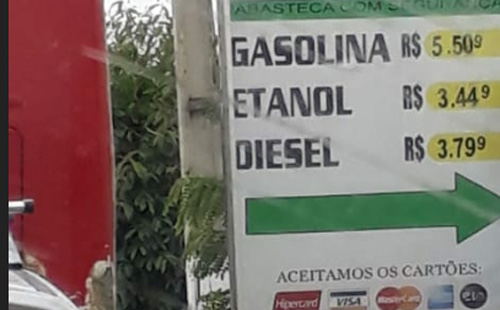 ABASTECA COM SEGURANÇA
GASOLINA R$ 5.509
ETANOL R$ 3.449
DIESEL R$ 3.799
ACEITAMOS OS CARTÕES:
Hipercard VISA MasterCard elo